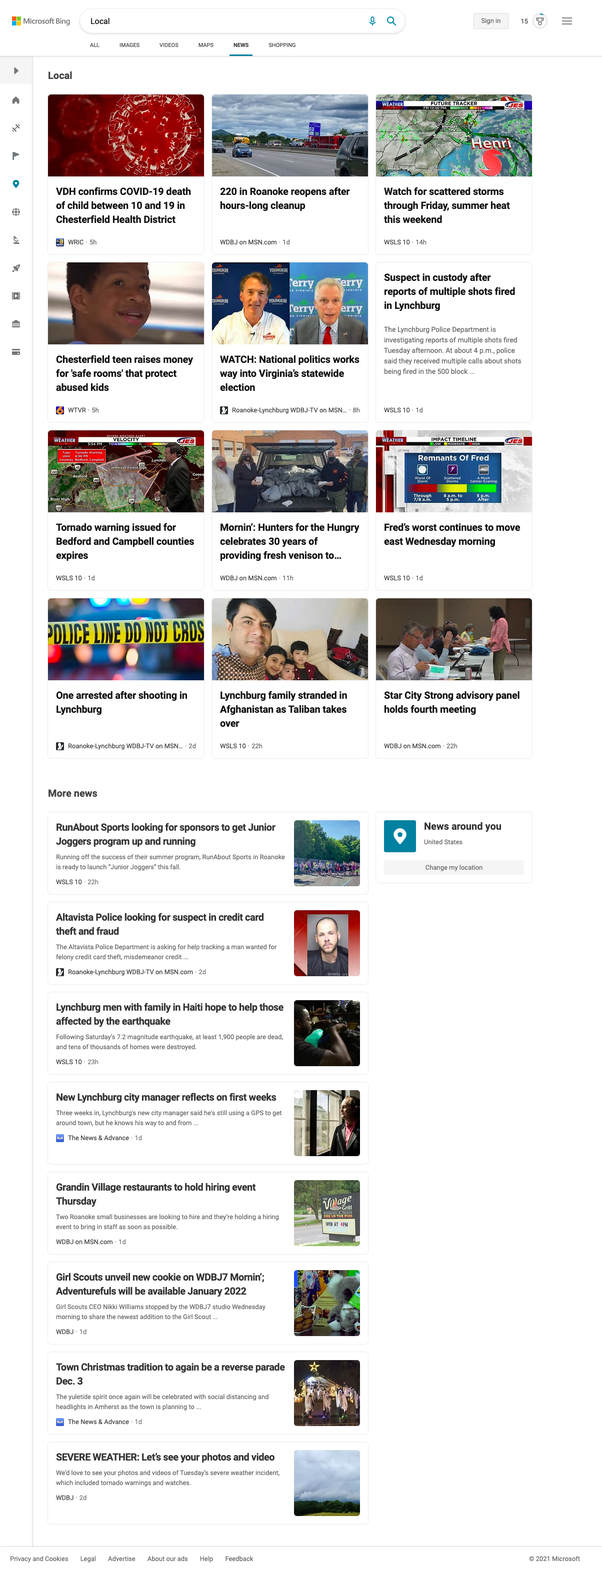 Microsoft Bing
Local
Sign in
15
ALL
IMAGES
VIDEOS
MAPS
NEWS
SHOPPING
Local
VDH confirms COVID-19 death
of child between 10 and 19 in
Chesterfield Health District
WRIC · 5h
220 in Roanoke reopens after
hours-long cleanup
WDBJ on MSN.com · 1d
WEATHER
FUTURE TRACKER
Henri
Watch for scattered storms
through Friday, summer heat
this weekend
WSLS 10 · 14h
Chesterfield teen raises money
for 'safe rooms' that protect
abused kids
WTVR · 5h
WATCH: National politics works
way into Virginia's statewide
election
Roanoke-Lynchburg WDBJ-TV on MSN... · 8h
Suspect in custody after
reports of multiple shots fired
in Lynchburg
The Lynchburg Police Department is
investigating reports of multiple shots fired
Tuesday afternoon. At about 4 p.m., police
said they received multiple calls about shots
being fired in the 500 block ...
WSLS 10 · 1d
WEATHER
VELOCITY
Tornado warning issued for
Bedford and Campbell counties
expires
WSLS 10 · 1d
Mornin': Hunters for the Hungry
celebrates 30 years of
providing fresh venison to...
WDBJ on MSN.com · 11h
WEATHER
IMPACT TIMELINE
Remnants Of Fred
Fred's worst continues to move
east Wednesday morning
WSLS 10 · 1d
POLICE LINE DO NOT CROS
One arrested after shooting in
Lynchburg
Roanoke-Lynchburg WDBJ-TV on MSN... · 2d
Lynchburg family stranded in
Afghanistan as Taliban takes
over
WSLS 10 · 22h
Star City Strong advisory panel
holds fourth meeting
WDBJ on MSN.com · 22h
More news
RunAbout Sports looking for sponsors to get Junior
Joggers program up and running
Running off the success of their summer program, RunAbout Sports in Roanoke
is ready to launch "Junior Joggers" this fall.
WSLS 10 · 22h
News around you
United States
Change my location
Altavista Police looking for suspect in credit card
theft and fraud
The Altavista Police Department is asking for help tracking a man wanted for
felony credit card theft, misdemeanor credit ...
Roanoke-Lynchburg WDBJ-TV on MSN.com · 2d
Lynchburg men with family in Haiti hope to help those
affected by the earthquake
Following Saturday's 7.2 magnitude earthquake, at least 1,900 people are dead,
and tens of thousands of homes were destroyed.
WSLS 10 · 23h
New Lynchburg city manager reflects on first weeks
Three weeks in, Lynchburg's new city manager said he's still using a GPS to get
around town, but he knows his way to and from ...
The News & Advance · 1d
Grandin Village restaurants to hold hiring event
Thursday
Two Roanoke small businesses are looking to hire and they're holding a hiring
event to bring in staff as soon as possible.
WDBJ on MSN.com · 1d
Girl Scouts unveil new cookie on WDBJ7 Mornin';
Adventurefuls will be available January 2022
Girl Scouts CEO Nikki Williams stopped by the WDBJ7 studio Wednesday
morning to share the newest addition to the Girl Scout ...
WDBJ · 1d
Town Christmas tradition to again be a reverse parade
Dec. 3
The yuletide spirit once again will be celebrated with social distancing and
headlights in Amherst as the town is planning to ...
The News & Advance · 1d
SEVERE WEATHER: Let's see your photos and video
We'd love to see your photos and videos of Tuesday's severe weather incident,
which included tornado warnings and watches.
WDBJ · 2d
Privacy and Cookies
Legal
Advertise
About our ads
Help
Feedback
© 2021 Microsoft